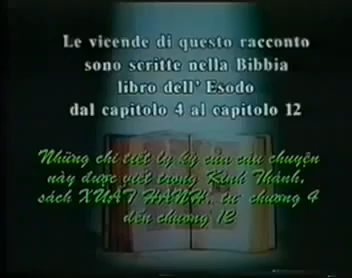 Le vicende di questo racconto
sono scritte nella Bibbia
libro dell' Esodo
dal capitolo 4 al capitolo 12
Những chi tiết ly kỳ của câu chuyện
này được viết trong Kinh Thánh,
sách XUẤT HÀNH, từ chương 4
đến chương 12